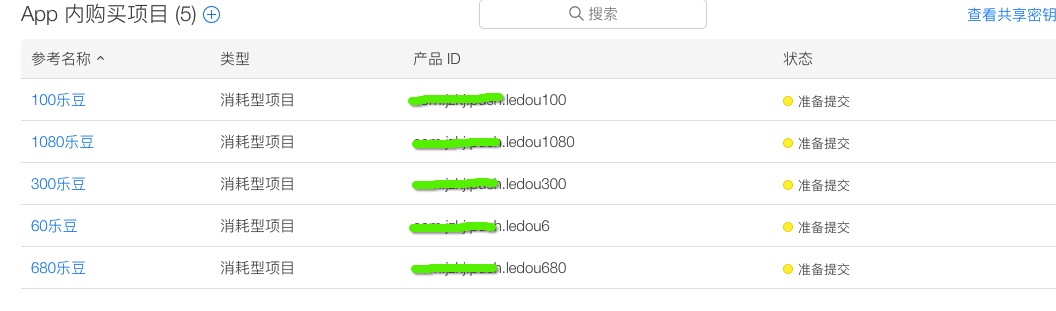 App 内购买项目 (5)
搜索
查看共享密钥
参考名称 类型 产品 ID 状态
100乐豆 消耗型项目 .ledou100 准备提交
1080乐豆 消耗型项目 .ledou1080 准备提交
300乐豆 消耗型项目 .ledou300 准备提交
60乐豆 消耗型项目 .ledou6 准备提交
680乐豆 消耗型项目 .ledou680 准备提交